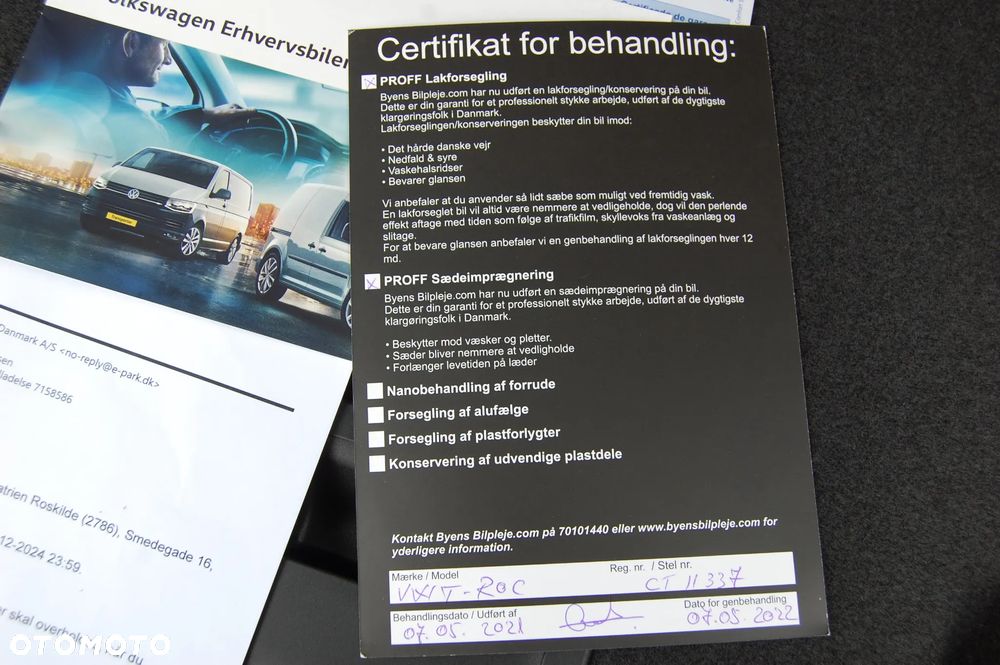 Volkswagen Erhvervsbiler
Transporter
Danmark A/S <no-reply@e-park.dk>
7158586
Roskilde (2786), Smedegade 16,
12-2024 23:59.
skal
du
OTOMOTO
de
Certifikat for behandling:
PROFF Lakforsegling
Byens Bilpleje.com har nu udført en lakforsegling/konservering på din bil.
Dette er din garanti for et professionelt stykke arbejde, udført af de dygtigste
klargøringsfolk i Danmark.
Lakforseglingen/konserveringen beskytter din bil imod:
• Det hårde danske vejr
• Nedfald & syre
• Vaskehalsridser
• Bevarer glansen
Vi anbefaler at du anvender så lidt sæbe som muligt ved fremtidig vask.
En lakforseglet bil vil altid være nemmere at vedligeholde, dog vil den perlende
effekt aftage med tiden som følge af trafikfilm, skyllevoks fra vaskeanlæg og
slitage.
For at bevare glansen anbefaler vi en genbehandling af lakforseglingen hver 12
md.
PROFF Sædeimprægnering
Byens Bilpleje.com har nu udført en sædeimprægnering på din bil.
Dette er din garanti for et professionelt stykke arbejde, udført af de dygtigste
klargøringsfolk i Danmark.
• Beskytter mod væsker og pletter.
• Sæder bliver nemmere at vedligholde
• Forlænger levetiden på læder
Nanobehandling af forrude
Forsegling af alufælge
Forsegling af plastforlygter
Konservering af udvendige plastdele
Kontakt Byens Bilpleje.com på 70101440 eller www.byensbilpleje.com for
yderligere information.
Mærke / Model
Reg. nr. / Stel nr.
VW T-ROC
CT 11337
Behandlingsdato / Udført af
Dato for genbehandling
07.05. 2021
07.05. 2022